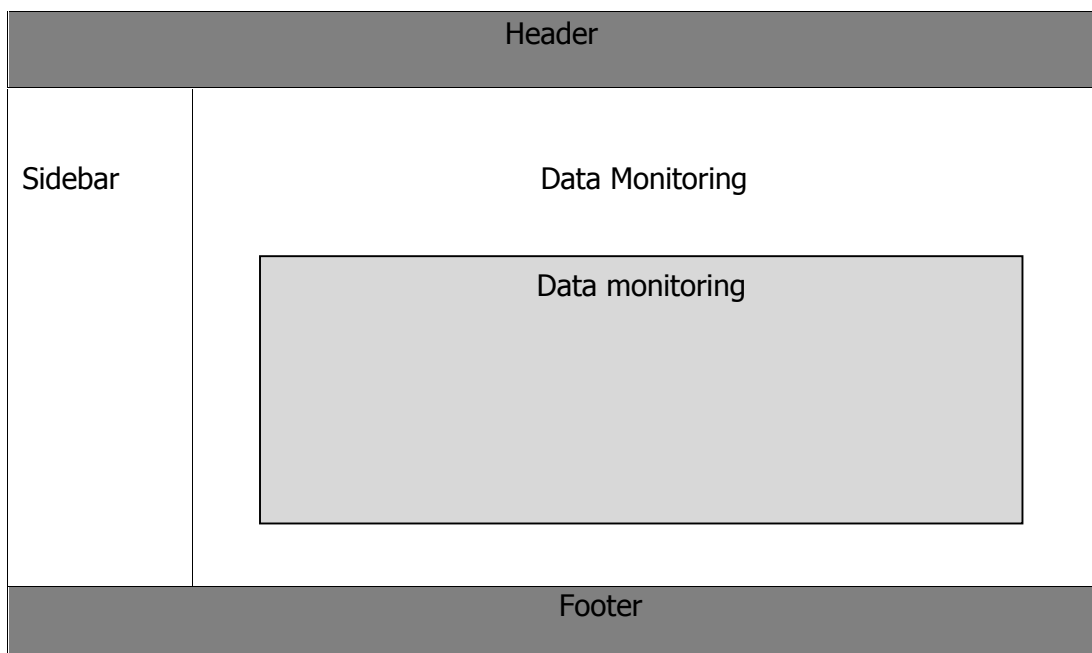 Header
Sidebar
Data Monitoring
Data monitoring
Footer